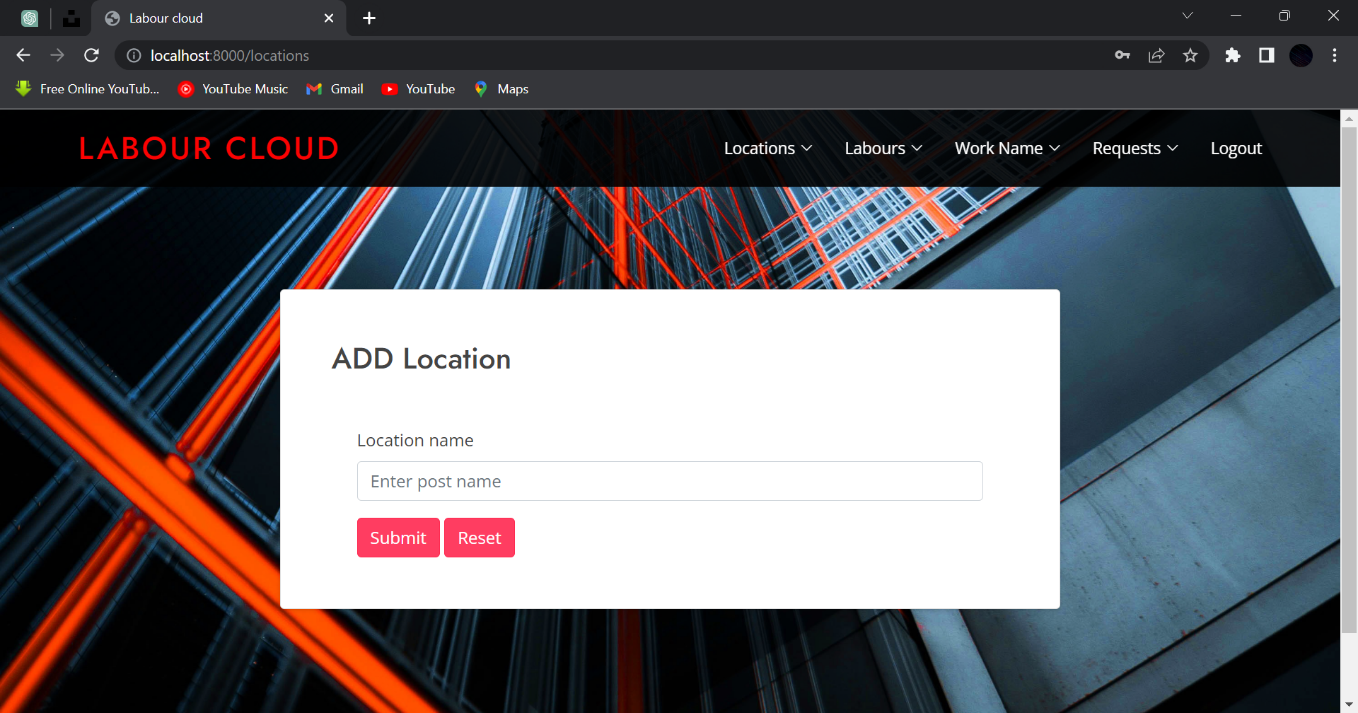 Labour cloud
localhost:8000/locations
Free Online YouTub... YouTube Music Gmail YouTube Maps
LABOUR CLOUD Locations Labours Work Name Requests Logout
ADD Location
Location name
Enter post name
Submit Reset